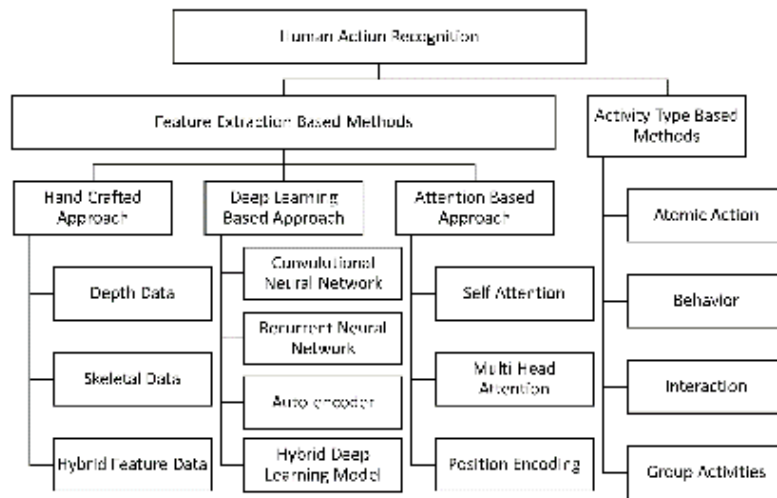 Human Action Recognition
Feature Extraction Based Methods
Activity Type Based
Methods
Hand Crafted
Approach
Deep Learning
Based Approach
Attention Based
Approach
Depth Data
Skeletal Data
Hybrid Feature Data
Convolutional
Neural Network
Recurrent Neural
Network
Auto encoder
Hybrid Deep
Learning Model
Self Attention
Multi Head
Attention
Position Encoding
Atomic Action
Behavior
Interaction
Group Activities